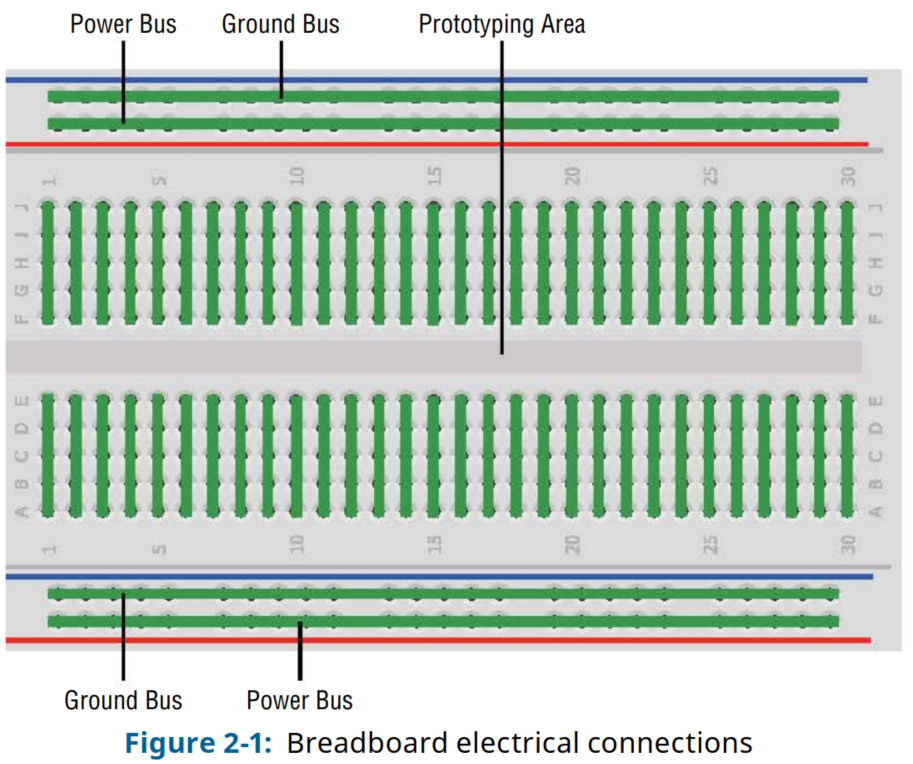 Power Bus Ground Bus Prototyping Area
1 5 10 15 20 25 30
J J
I I
H H
G G
F F
E E
D D
C C
B B
A A
1 5 10 15 20 25 30
Ground Bus Power Bus
Figure 2-1: Breadboard electrical connections